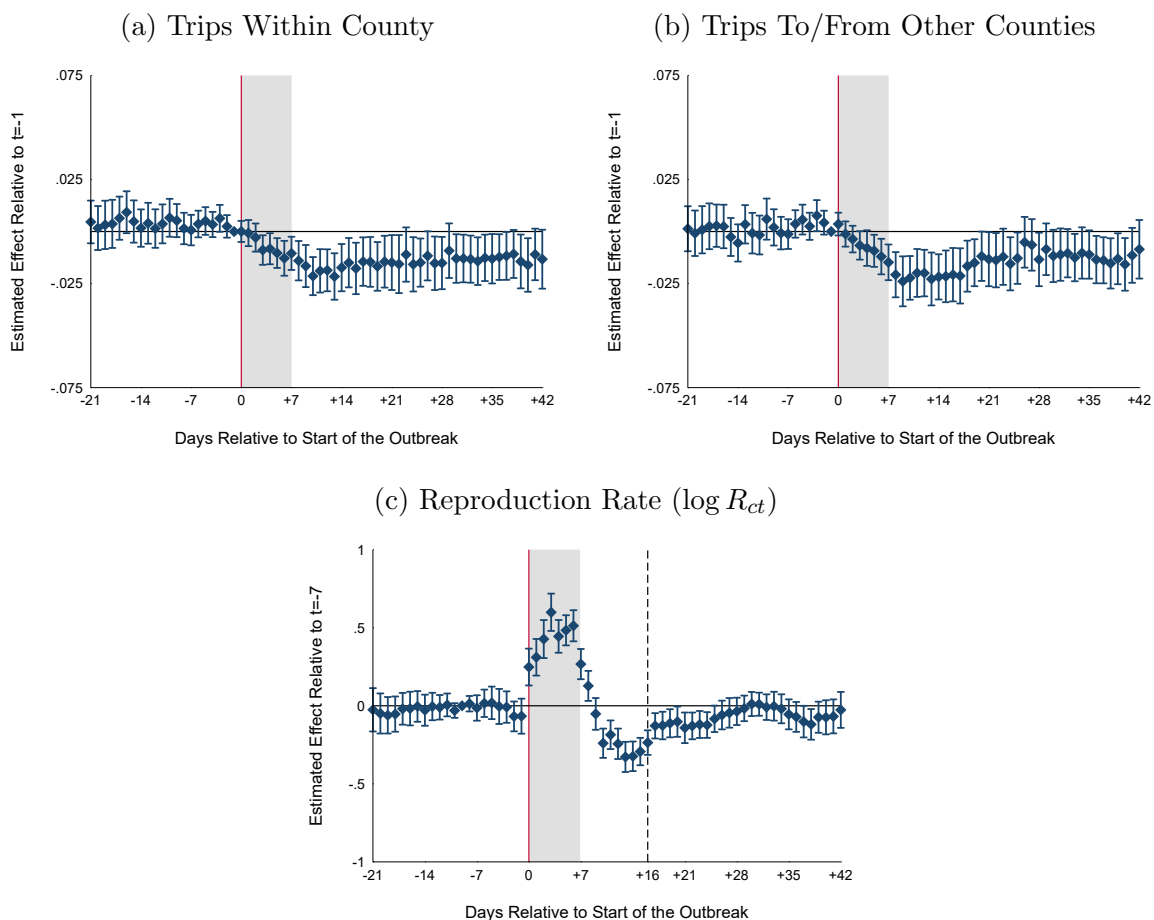 (a) Trips Within County
Estimated Effect Relative to t=-1
.075
.025
-.025
-.075
-21 -14 -7 0 +7 +14 +21 +28 +35 +42
Days Relative to Start of the Outbreak
(b) Trips To/From Other Counties
Estimated Effect Relative to t=-1
.075
.025
-.025
-.075
-21 -14 -7 0 +7 +14 +21 +28 +35 +42
Days Relative to Start of the Outbreak
(c) Reproduction Rate (log R_ct)
Estimated Effect Relative to t=-7
1
.5
0
-.5
-1
-21 -14 -7 0 +7 +16 +21 +28 +35 +42
Days Relative to Start of the Outbreak